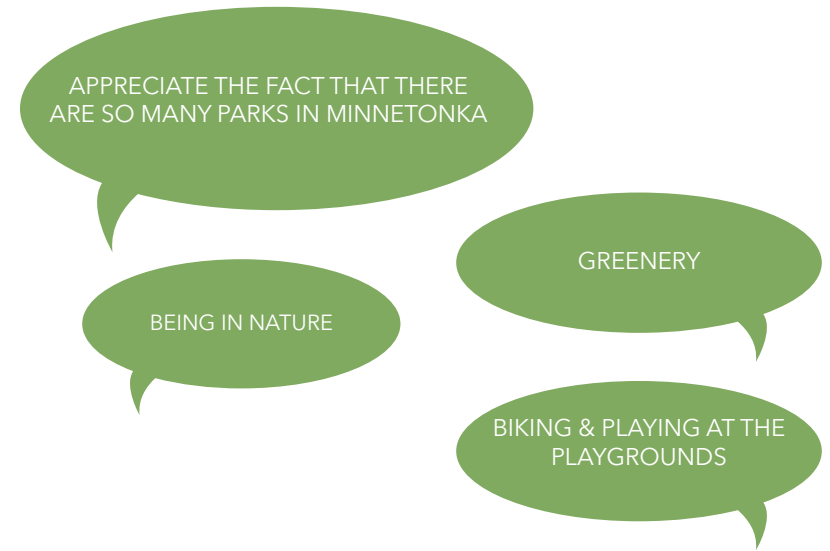 APPRECIATE THE FACT THAT THERE
ARE SO MANY PARKS IN MINNETONKA
GREENERY
BEING IN NATURE
BIKING & PLAYING AT THE
PLAYGROUNDS